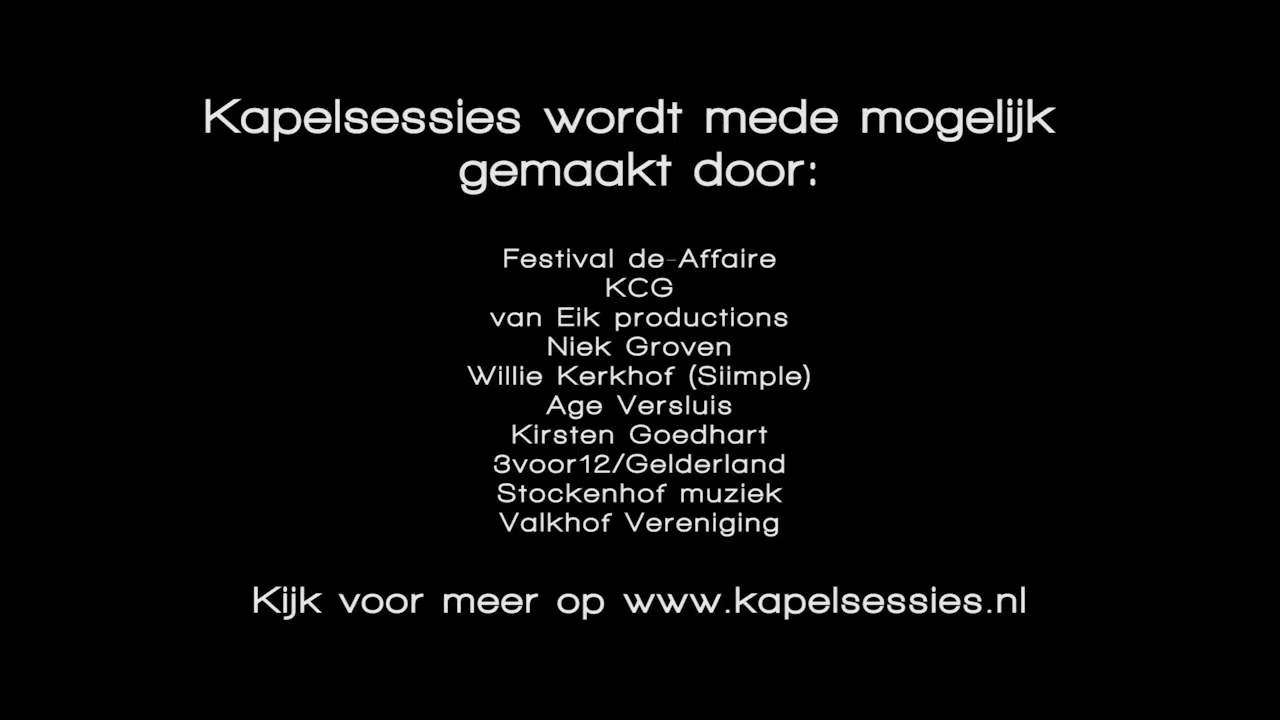 Kapelsessies wordt mede mogelijk
gemaakt door:
Festival de-Affaire
KCG
van Eik productions
Niek Groven
Willie Kerkhof (Siimple)
Age Versluis
Kirsten Goedhart
3voor12/Gelderland
Stockenhof muziek
Valkhof Vereniging
Kijk voor meer op www.kapelsessies.nl